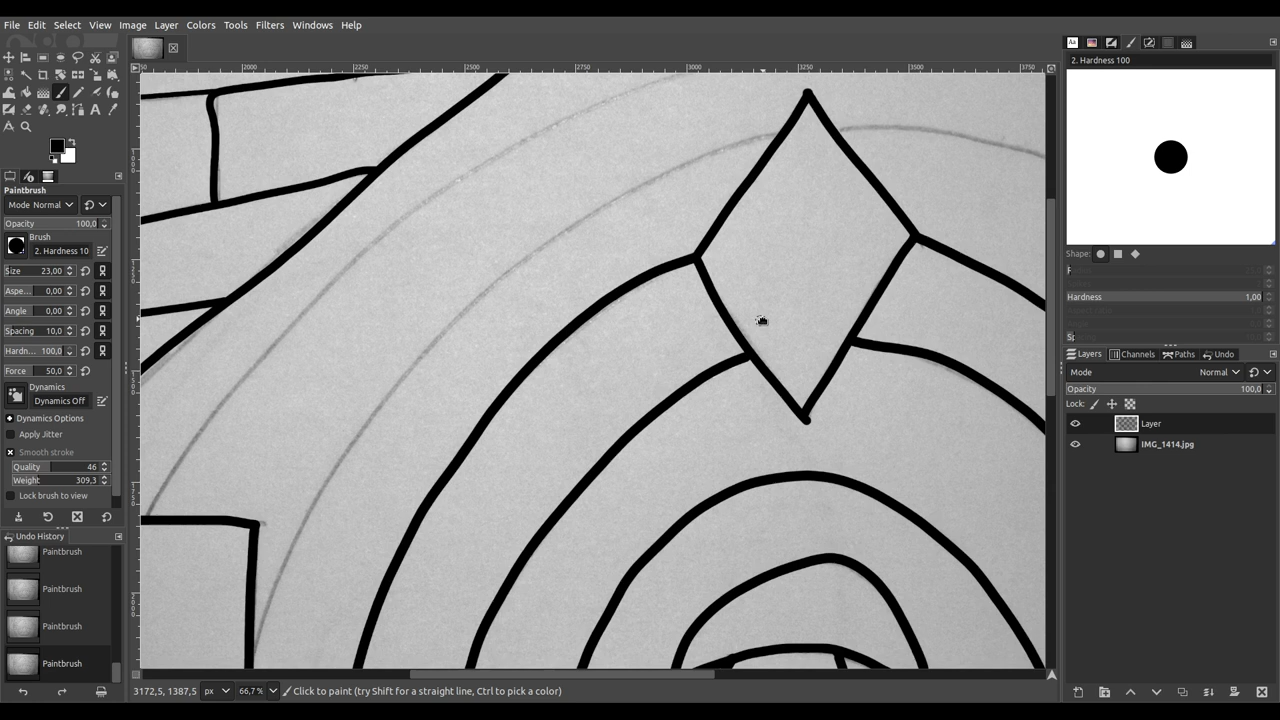 File Edit Select View Image Layer Colors Tools Filters Windows Help
2000 2250 2500 2750 3000 3250 3500 3750
2. Hardness 100
Paintbrush
Mode Normal
Opacity 100,0
Brush
2. Hardness 10
Size 23,00
Aspe... 0,00
Angle 0,00
Spacing 10,0
Hardn... 100,0
Force 50,0
Dynamics
Dynamics Off
Dynamics Options
Apply Jitter
Smooth stroke
Quality 46
Weight 309,3
Lock brush to view
Undo History
Paintbrush
Paintbrush
Paintbrush
Paintbrush
3172,5, 1387,5 px 66,7 % Click to paint (try Shift for a straight line, Ctrl to pick a color)
Shape:
Hardness 1,00
Layers Channels Paths Undo
Mode Normal
Opacity 100,0
Lock:
Layer
IMG_1414.jpg